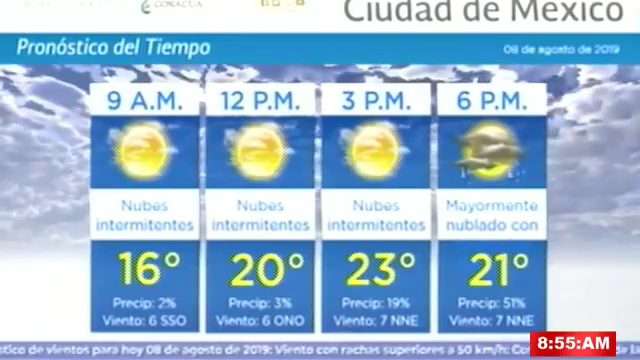 CONAGUA
Ciudad de México
Pronóstico del Tiempo
08 de agosto de 2019
9 A.M.
12 P.M.
3 P.M.
6 P.M.
Nubes
intermitentes
Nubes
intermitentes
Nubes
intermitentes
Mayormente
nublado con
16°
20°
23°
21°
Precip: 2%
Viento: 6 SSO
Precip: 3%
Viento: 6 ONO
Precip: 19%
Viento: 7 NNE
Precip: 51%
Viento: 7 NNE
8:55:AM
de vientos para hoy 08 de agosto de 2019: Viento con rachas superiores a 50 km/h: